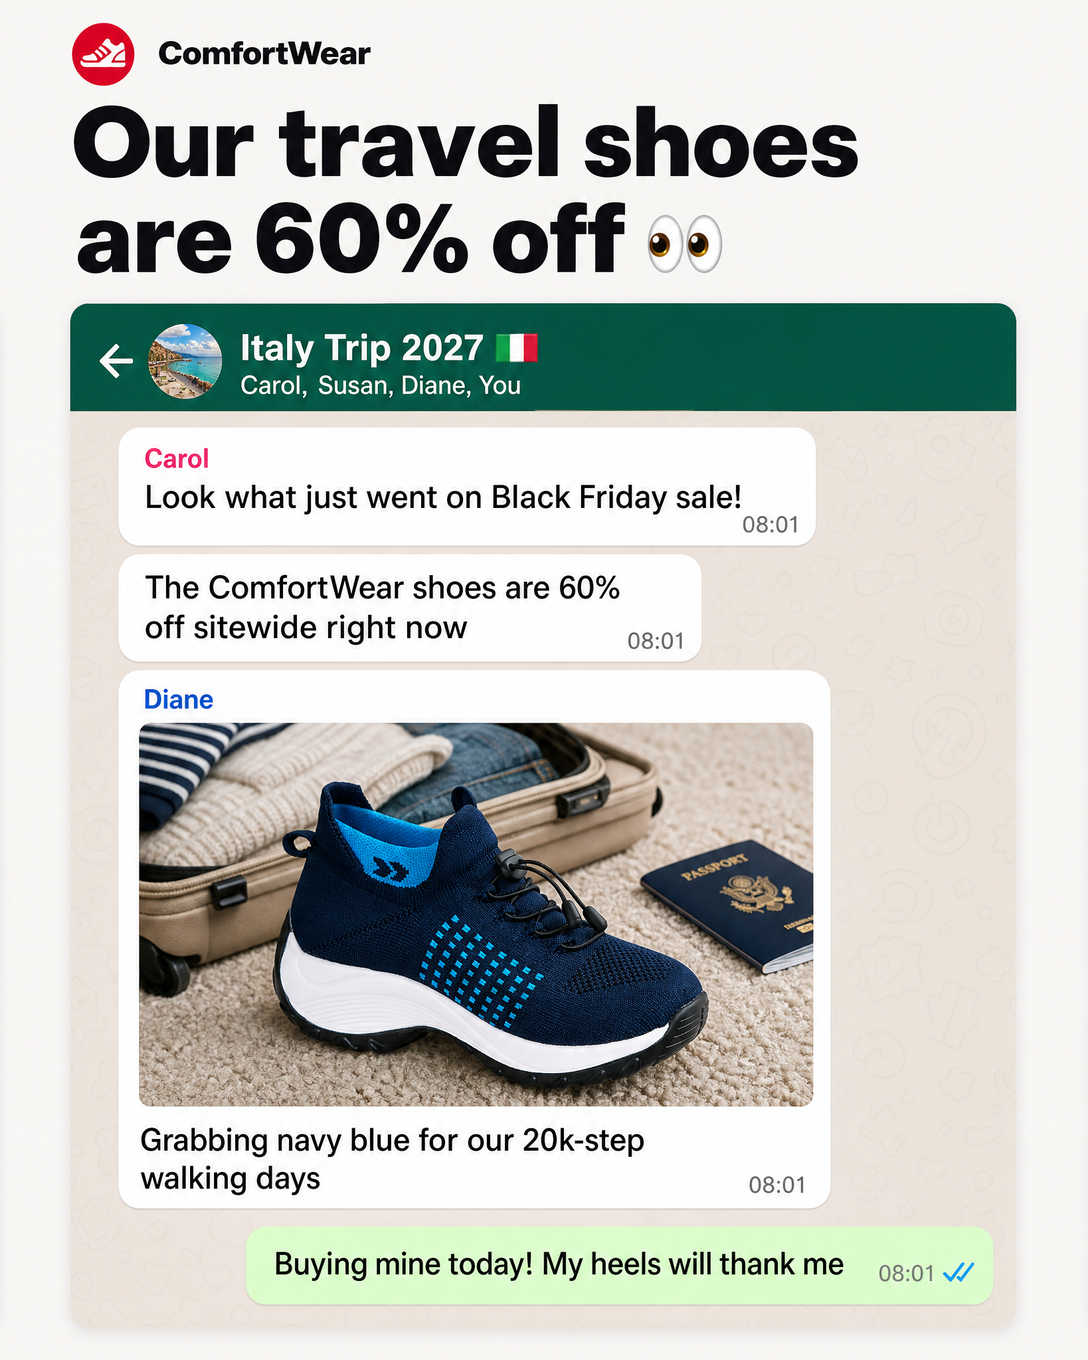 ComfortWear
Our travel shoes
are 60% off 👀
Italy Trip 2027 🇮🇹
Carol, Susan, Diane, You
Carol
Look what just went on Black Friday sale!
08:01
The ComfortWear shoes are 60%
off sitewide right now
08:01
Diane
PASSPORT
Grabbing navy blue for our 20k-step
walking days
08:01
Buying mine today! My heels will thank me
08:01